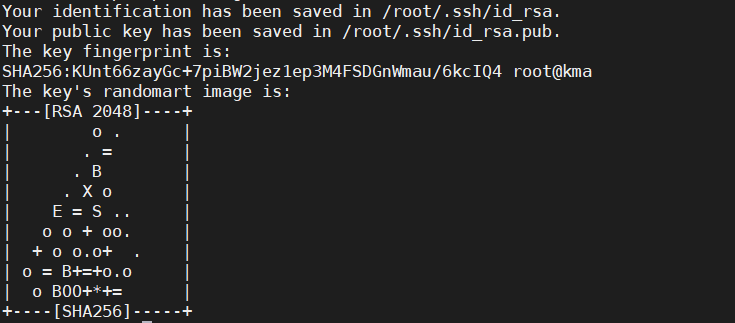 Your identification has been saved in /root/.ssh/id_rsa.
Your public key has been saved in /root/.ssh/id_rsa.pub.
The key fingerprint is:
SHA256:KUnt66zayGc+7piBW2jez1ep3M4FSDGnWmau/6kcIQ4 root@kma
The key's randomart image is:
+---[RSA 2048]----+
|        o .      |
|       . =       |
|      . B        |
|     . X o       |
|    E = S ..     |
|   o o + oo.     |
|  + o o.o+  .    |
| o = B+=+o.o     |
|  o BOO+*+=      |
+----[SHA256]-----+